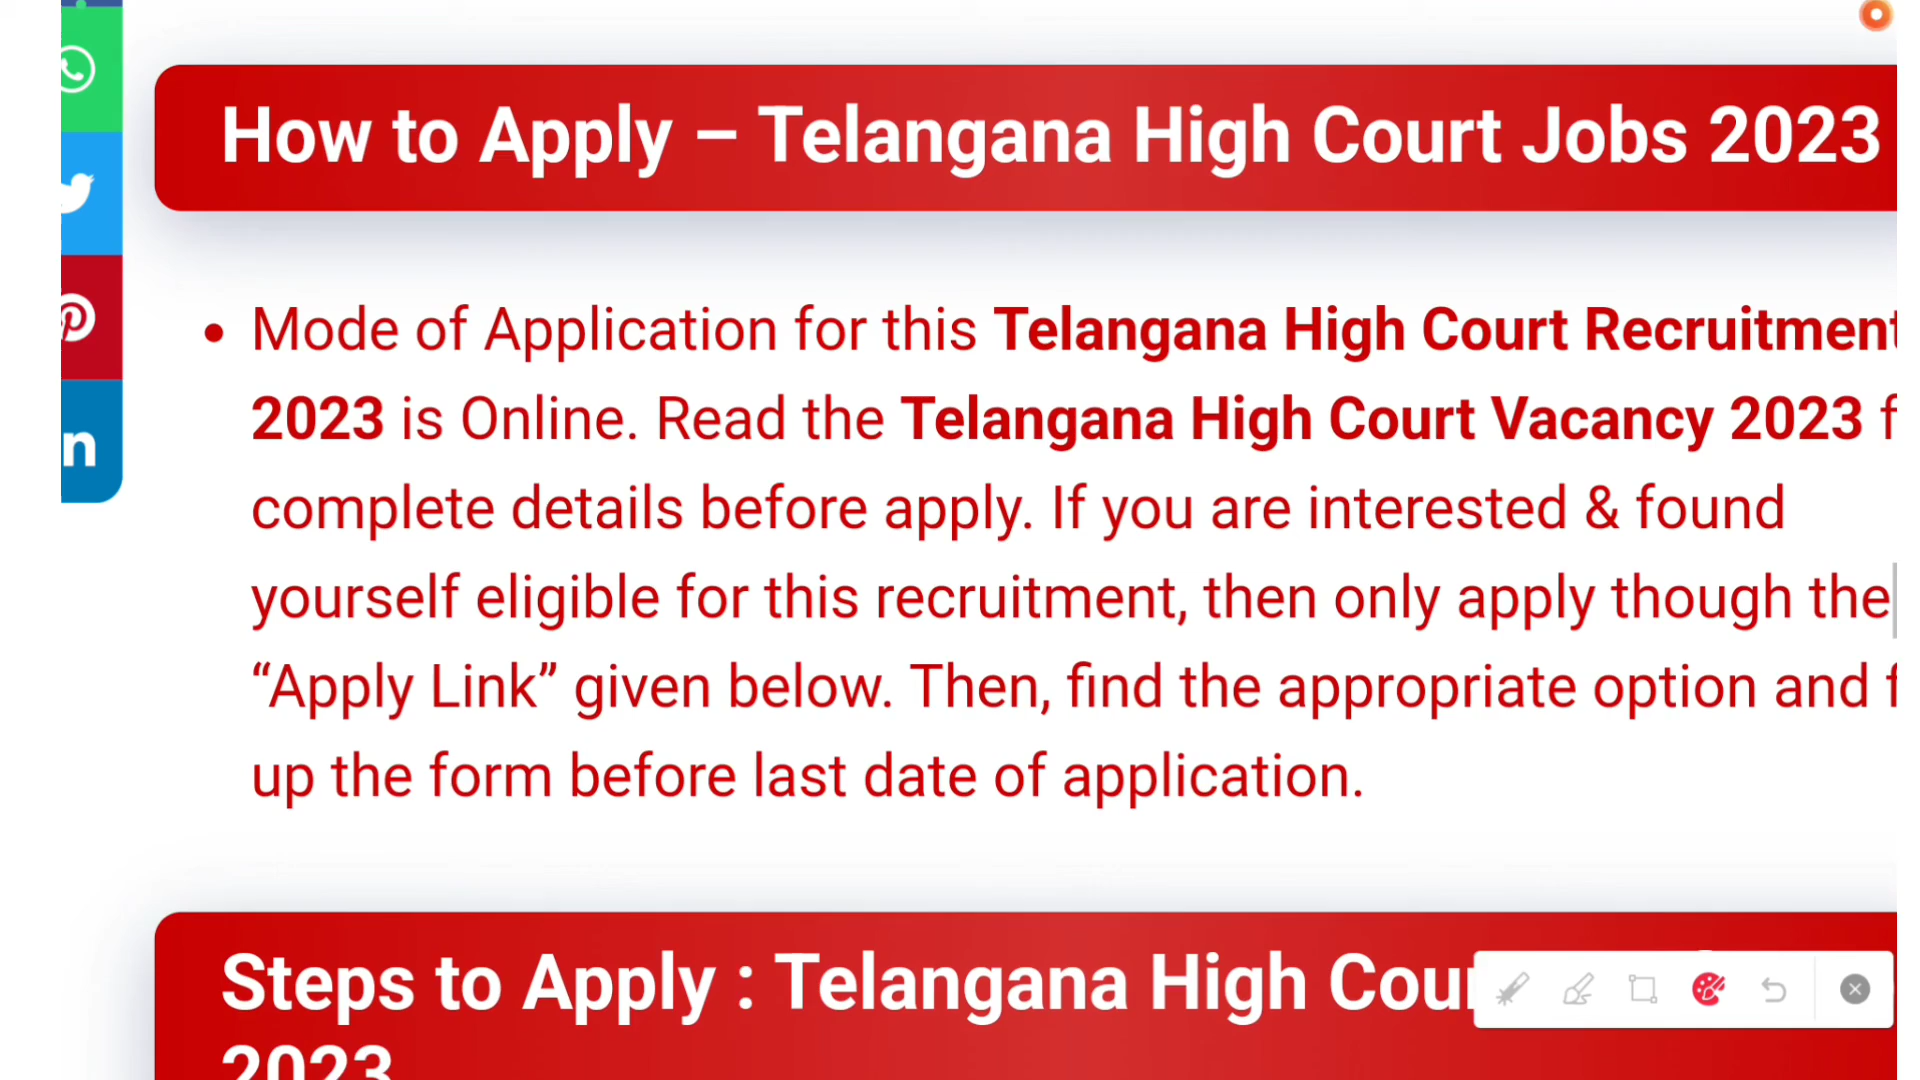 How to Apply – Telangana High Court Jobs 2023
• Mode of Application for this Telangana High Court Recruitment
2023 is Online. Read the Telangana High Court Vacancy 2023 f
complete details before apply. If you are interested & found
yourself eligible for this recruitment, then only apply though the
“Apply Link” given below. Then, find the appropriate option and f
up the form before last date of application.
Steps to Apply : Telangana High Cour
2023